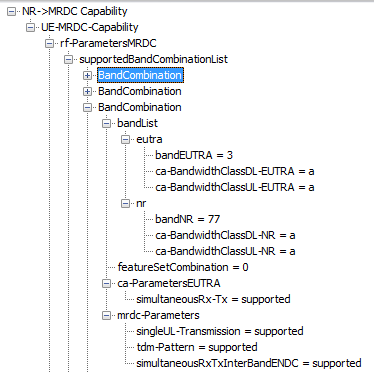 NR->MRDC Capability
UE-MRDC-Capability
rf-ParametersMRDC
supportedBandCombinationList
BandCombination
BandCombination
BandCombination
bandList
eutra
bandEUTRA = 3
ca-BandwidthClassDL-EUTRA = a
ca-BandwidthClassUL-EUTRA = a
nr
bandNR = 77
ca-BandwidthClassDL-NR = a
ca-BandwidthClassUL-NR = a
featureSetCombination = 0
ca-ParametersEUTRA
simultaneousRx-Tx = supported
mrdc-Parameters
singleUL-Transmission = supported
tdm-Pattern = supported
simultaneousRxTxInterBandENDC = supported